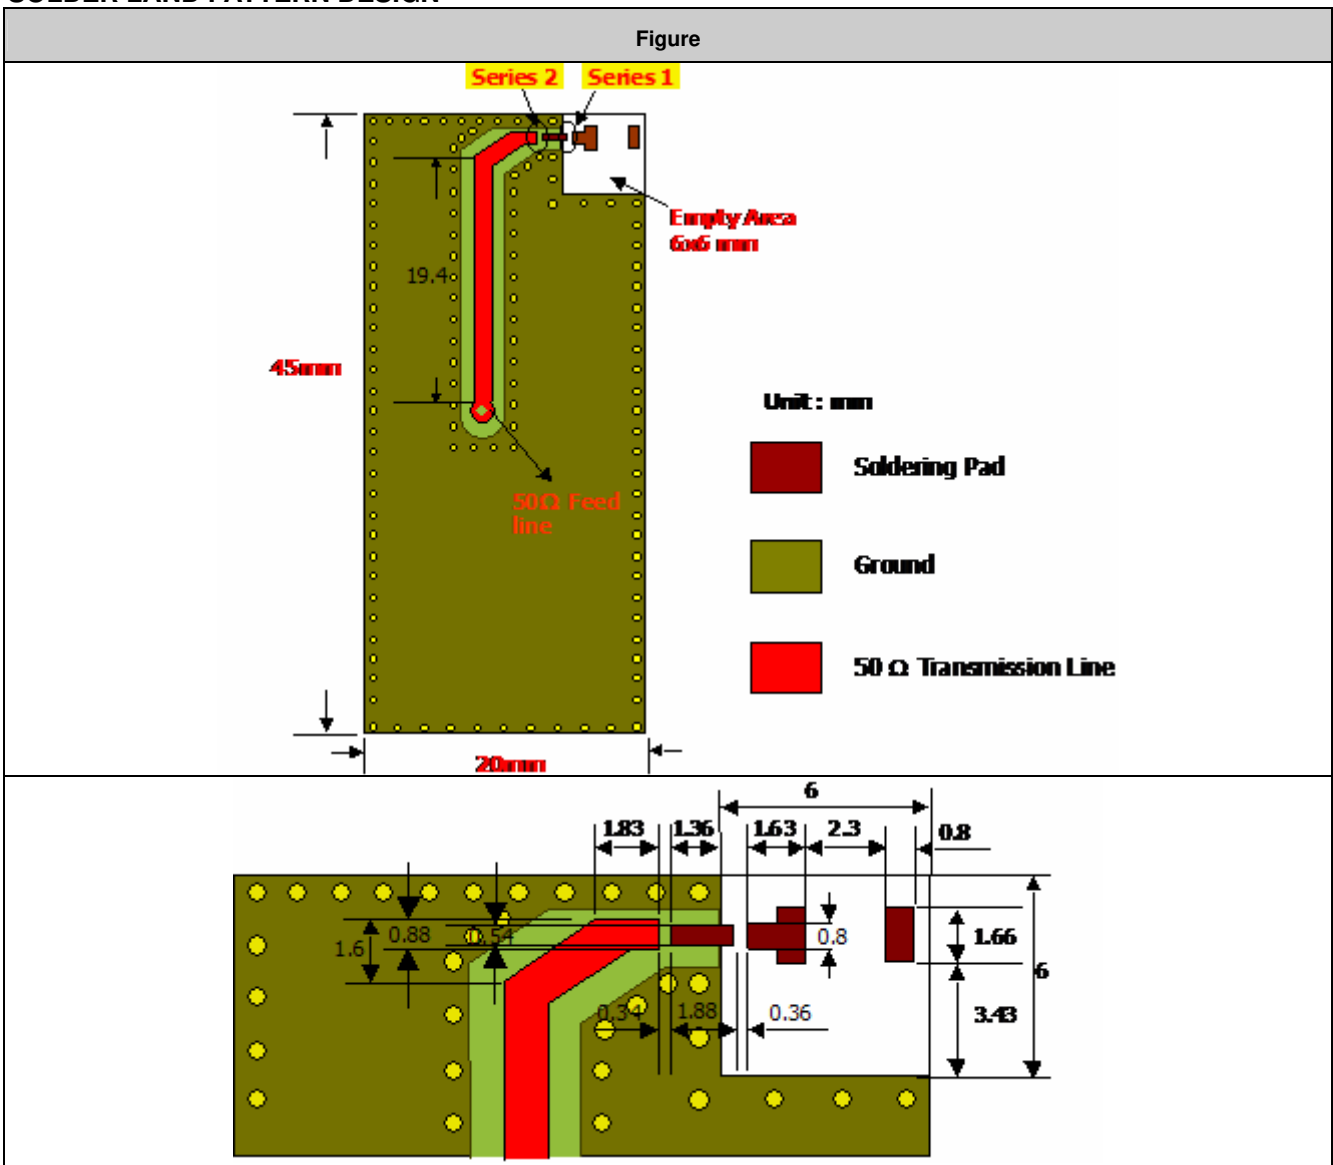 Figure
Series 2 Series 1
Empty Area
6x6 mm
19.4
45mm
Unit : mm
Soldering Pad
50Ω Feed
line
Ground
50 Ω Transmission Line
20mm
6
1.83 1.36 1.63 2.3 0.8
0.88 0.54 0.8 1.66
1.6
6
0.34 1.88 0.36 3.43